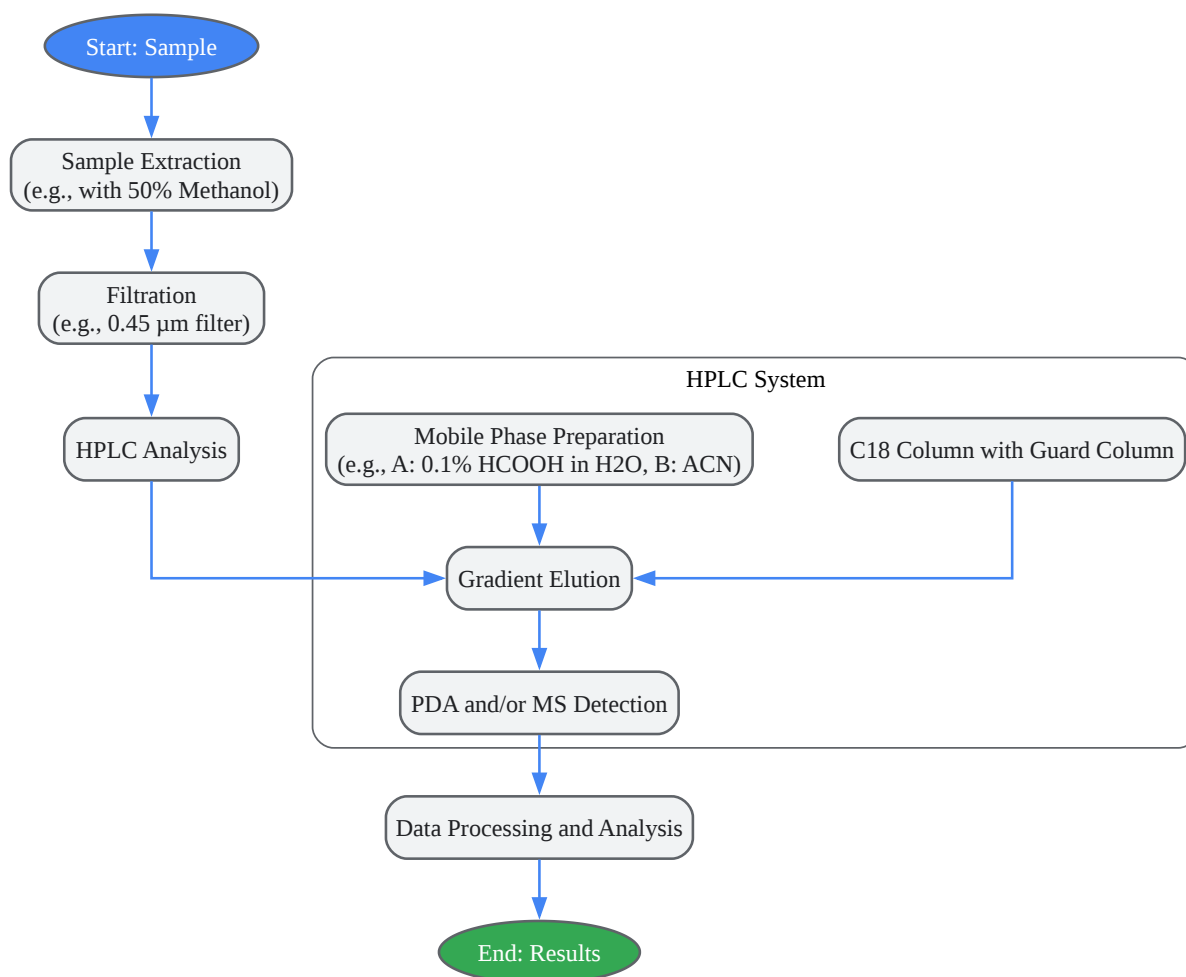 Start: Sample
Sample Extraction
(e.g., with 50% Methanol)
Filtration
(e.g., 0.45 µm filter)
HPLC System
HPLC Analysis
Mobile Phase Preparation
(e.g., A: 0.1% HCOOH in H2O, B: ACN)
C18 Column with Guard Column
Gradient Elution
PDA and/or MS Detection
Data Processing and Analysis
End: Results